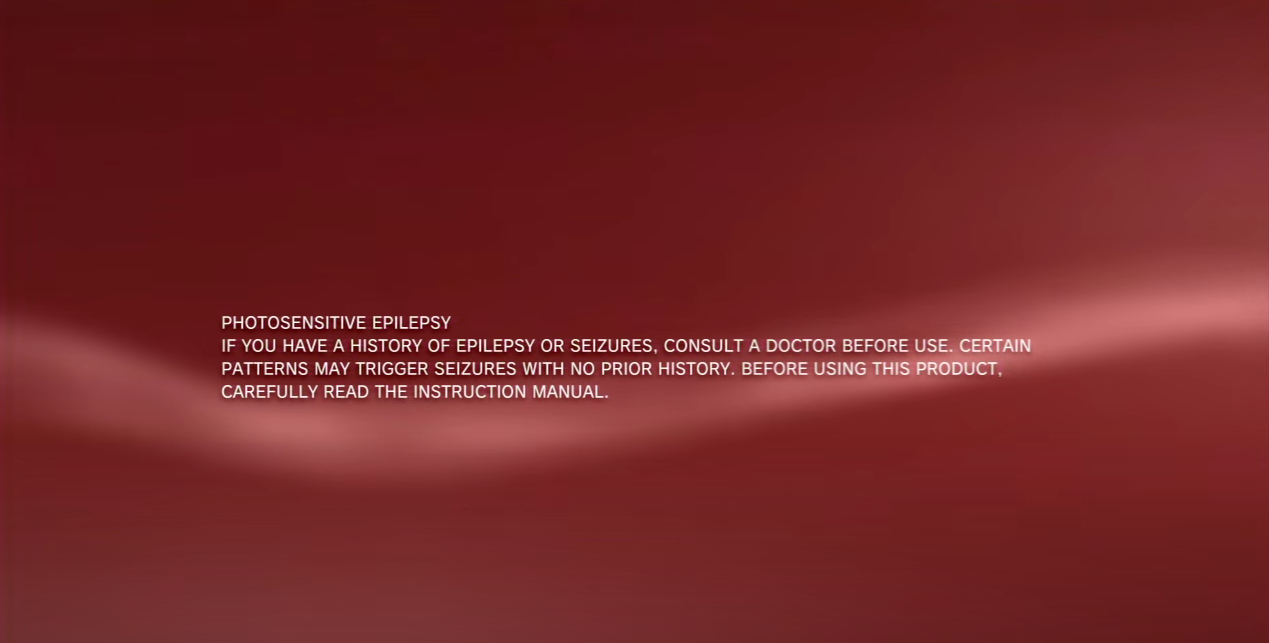 PHOTOSENSITIVE EPILEPSY
IF YOU HAVE A HISTORY OF EPILEPSY OR SEIZURES, CONSULT A DOCTOR BEFORE USE. CERTAIN
PATTERNS MAY TRIGGER SEIZURES WITH NO PRIOR HISTORY. BEFORE USING THIS PRODUCT,
CAREFULLY READ THE INSTRUCTION MANUAL.